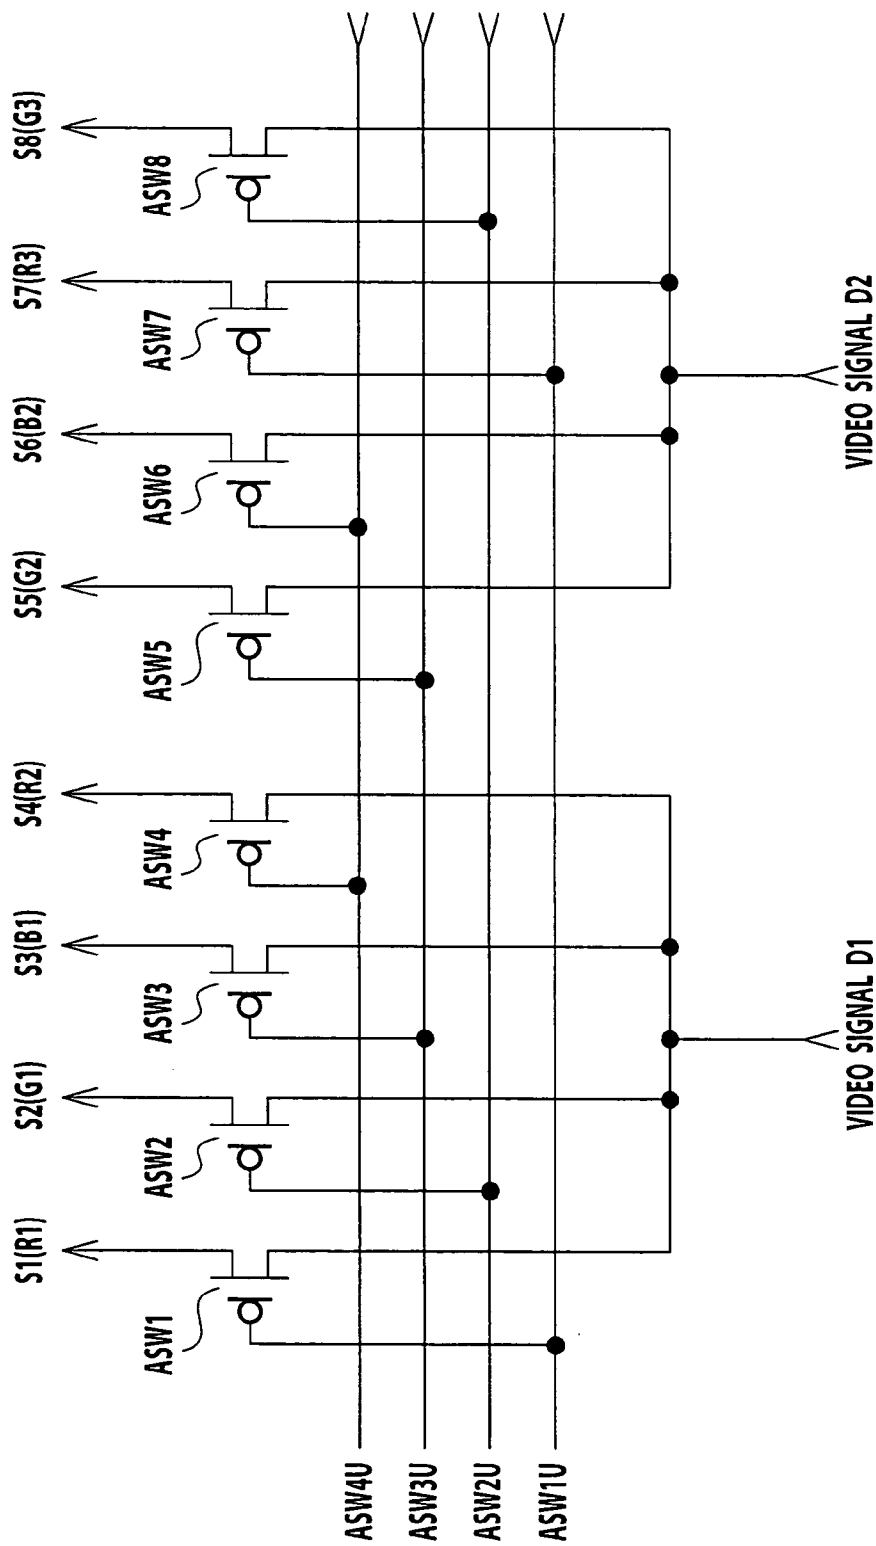 S1(R1)
S2(G1)
S3(B1)
S4(R2)
S5(G2)
S6(B2)
S7(R3)
S8(G3)
ASW1
ASW2
ASW3
ASW4
ASW5
ASW6
ASW7
ASW8
ASW4U
ASW3U
ASW2U
ASW1U
VIDEO SIGNAL D1
VIDEO SIGNAL D2